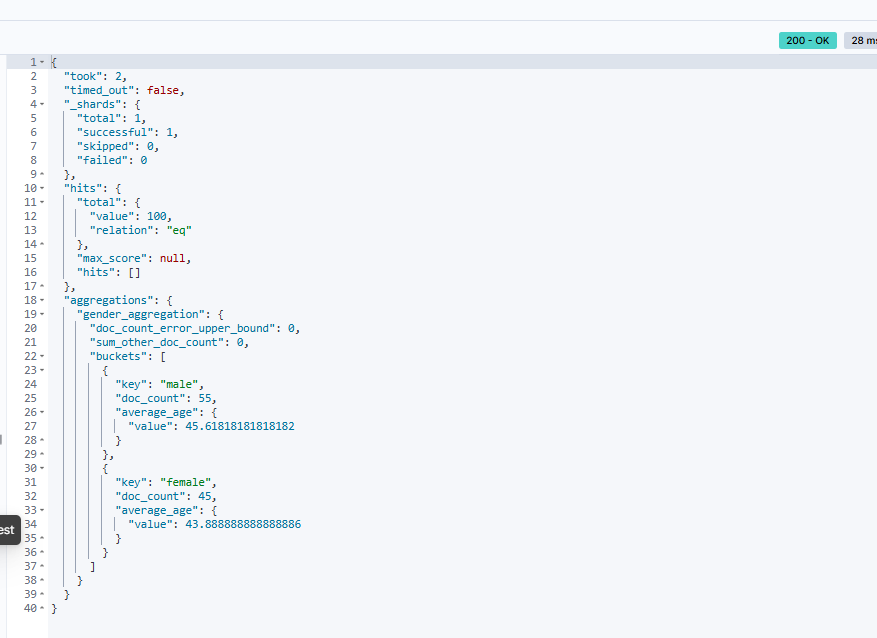 200 - OK
28 ms
1 {
2 "took": 2,
3 "timed_out": false,
4 "_shards": {
5 "total": 1,
6 "successful": 1,
7 "skipped": 0,
8 "failed": 0
9 },
10 "hits": {
11 "total": {
12 "value": 100,
13 "relation": "eq"
14 },
15 "max_score": null,
16 "hits": []
17 },
18 "aggregations": {
19 "gender_aggregation": {
20 "doc_count_error_upper_bound": 0,
21 "sum_other_doc_count": 0,
22 "buckets": [
23 {
24 "key": "male",
25 "doc_count": 55,
26 "average_age": {
27 "value": 45.61818181818182
28 }
29 },
30 {
31 "key": "female",
32 "doc_count": 45,
33 "average_age": {
34 "value": 43.888888888888886
35 }
36 }
37 ]
38 }
39 }
40 }
est